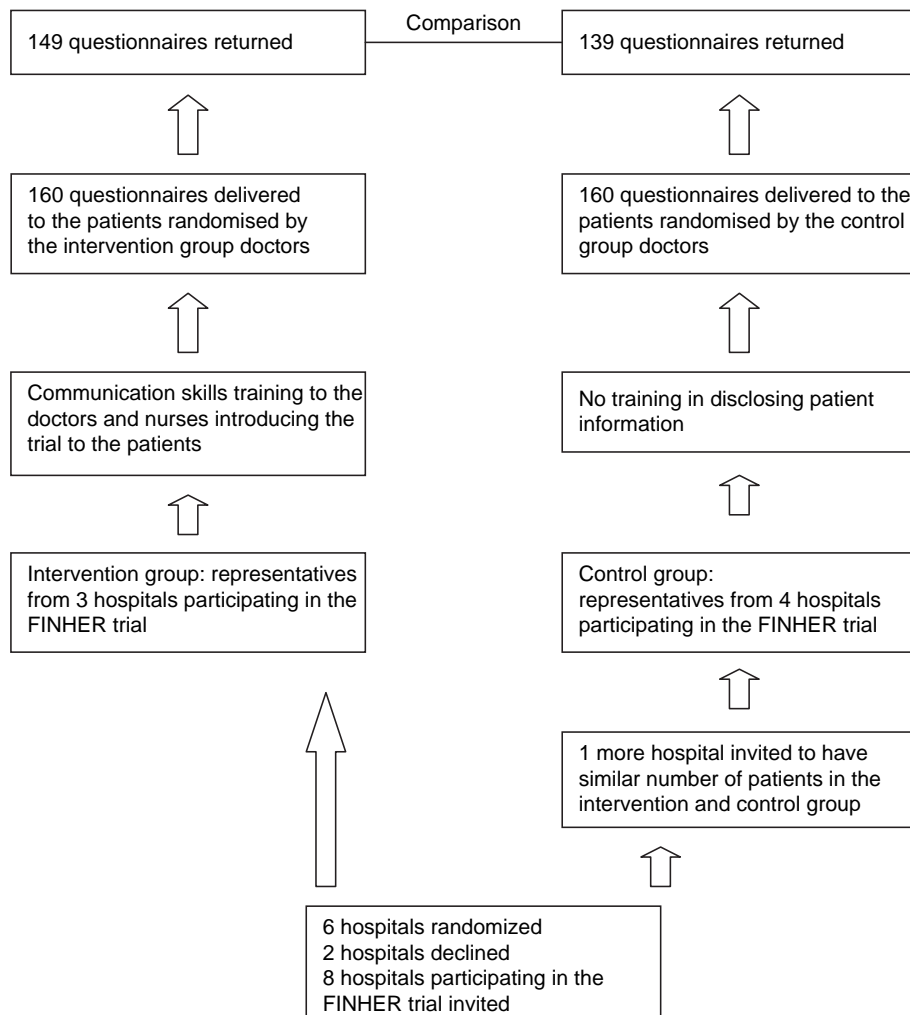 149 questionnaires returned
Comparison
139 questionnaires returned
160 questionnaires delivered
to the patients randomised by
the intervention group doctors
160 questionnaires delivered to the
patients randomised by the control
group doctors
Communication skills training to the
doctors and nurses introducing the
trial to the patients
No training in disclosing patient
information
Intervention group: representatives
from 3 hospitals participating in the
FINHER trial
Control group:
representatives from 4 hospitals
participating in the FINHER trial
1 more hospital invited to have
similar number of patients in the
intervention and control group
6 hospitals randomized
2 hospitals declined
8 hospitals participating in the
FINHER trial invited